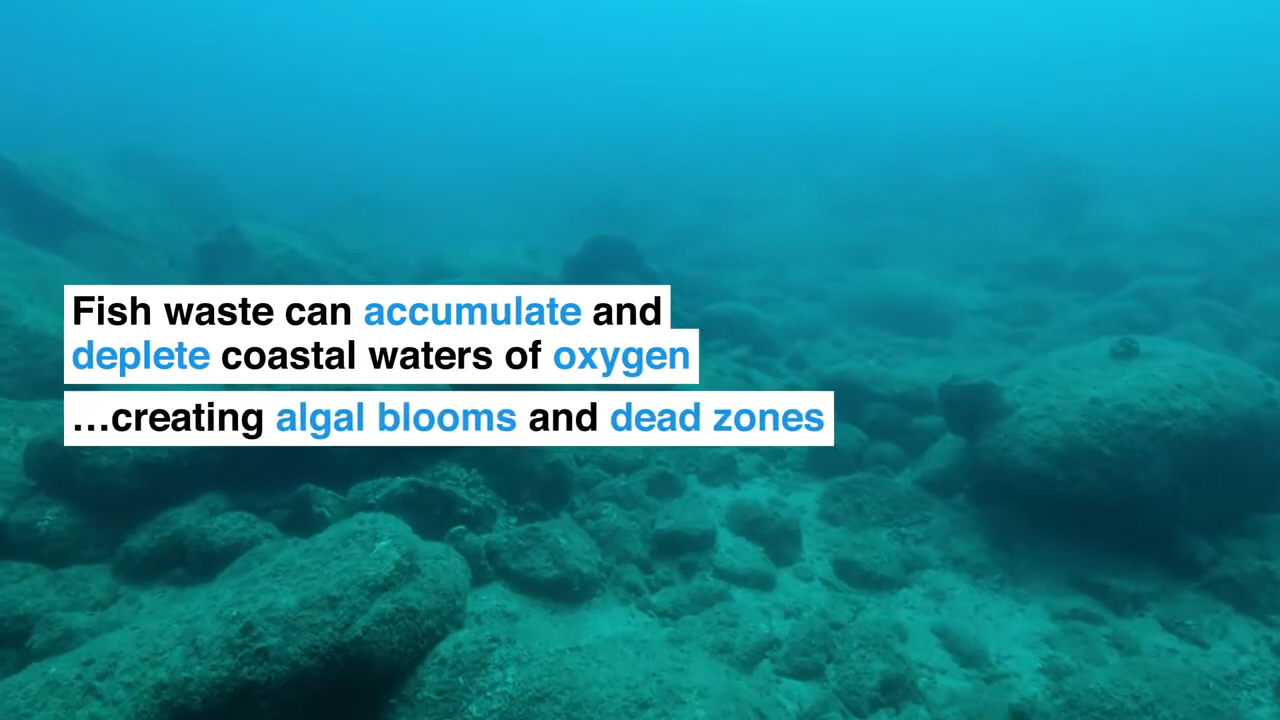 Fish waste can accumulate and
deplete coastal waters of oxygen
…creating algal blooms and dead zones